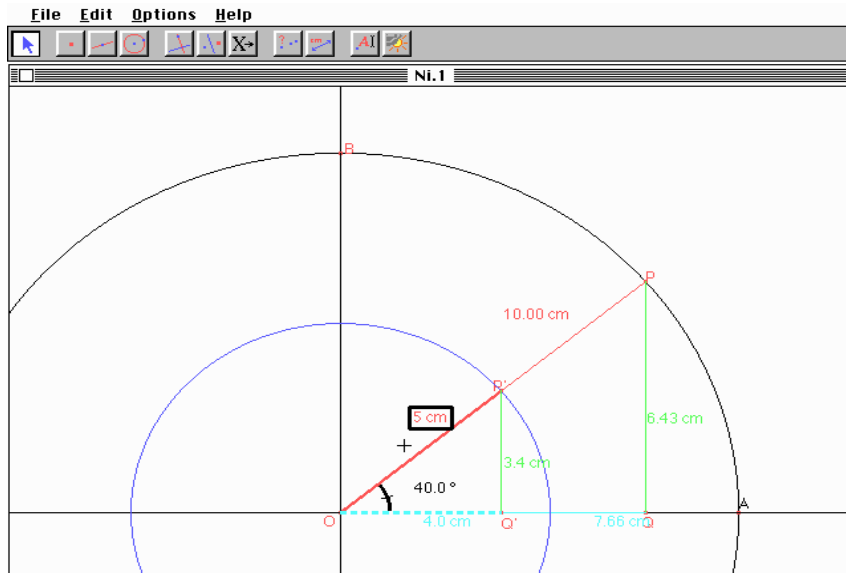 File Edit Options Help
? cm A
X
Ni.1
B
P
10.00 cm
P'
5 cm
6.43 cm
3.4 cm
40.0 °
A
O
4.0 cm
Q'
7.66 cm
Q